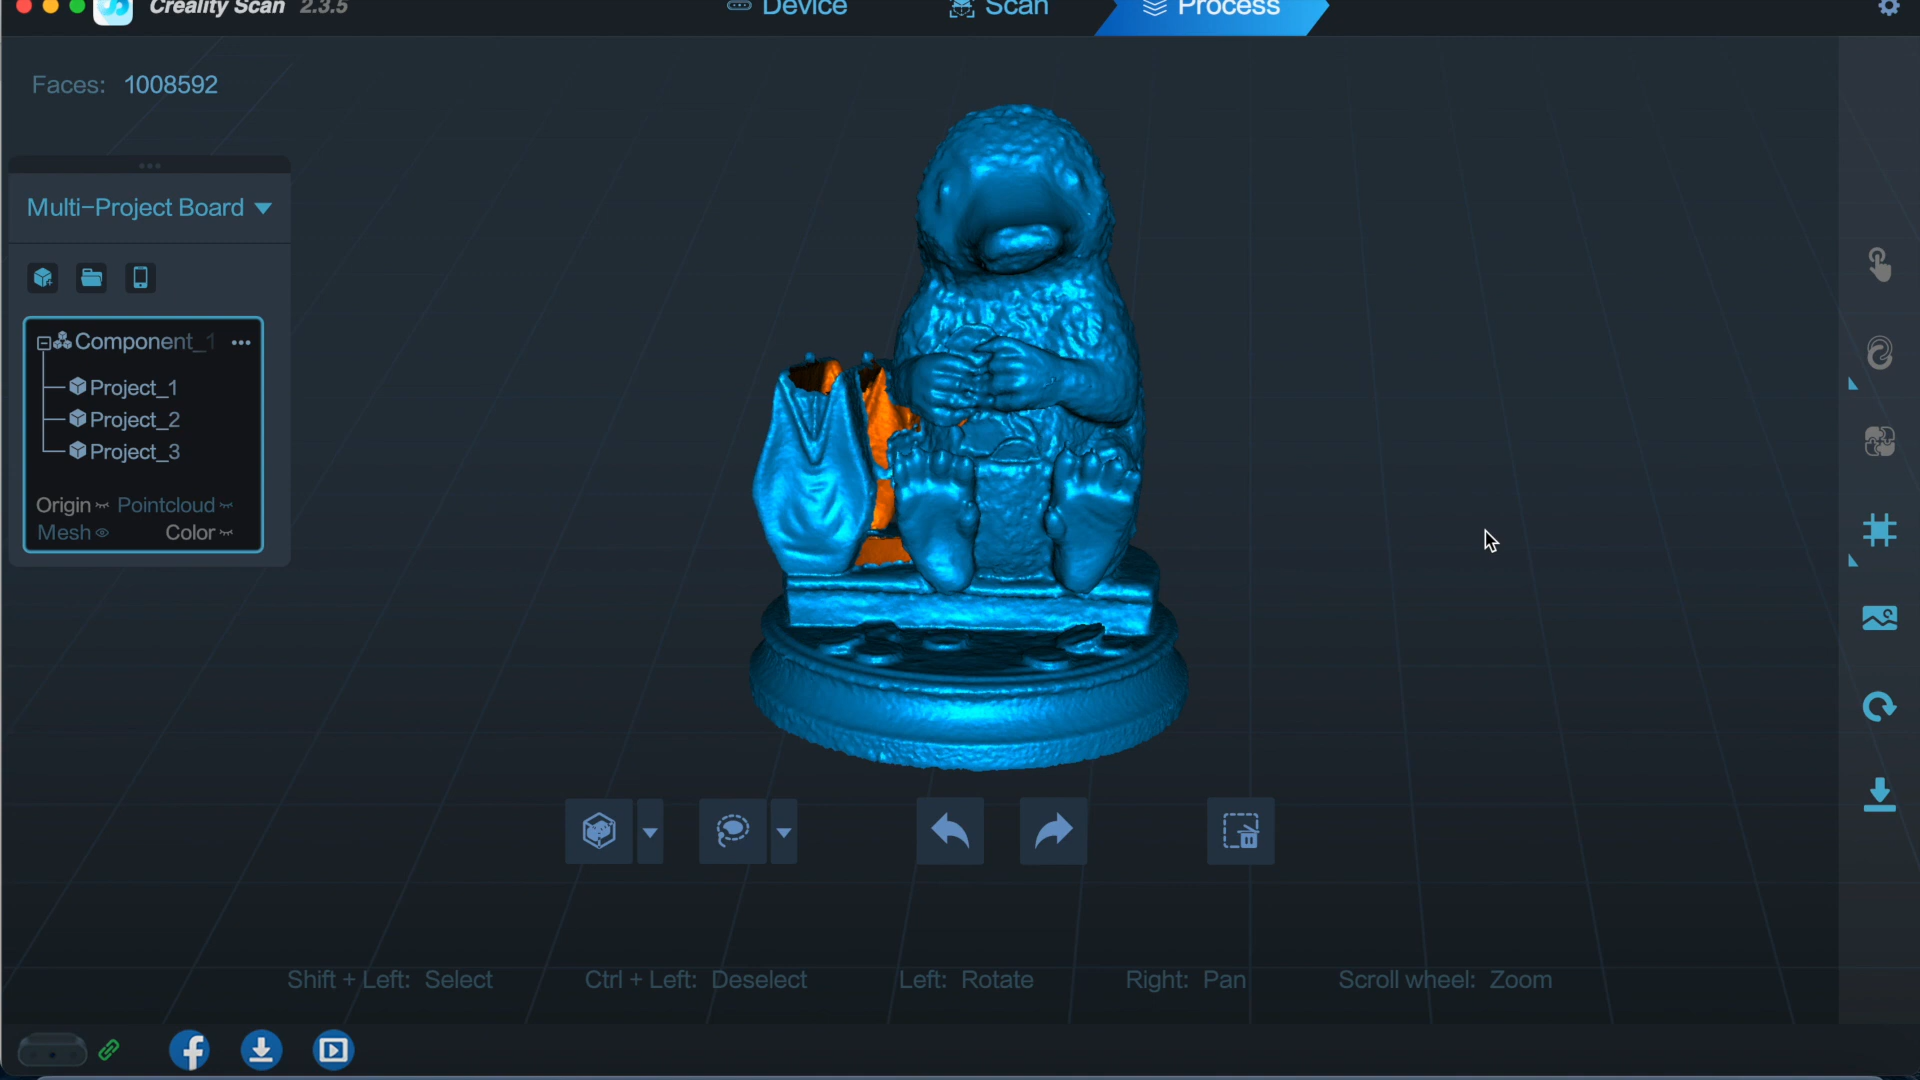 Creality Scan 2.3.5
Device
Scan
Process
Faces: 1008592
Multi-Project Board
Component_1
Project_1
Project_2
Project_3
Origin Pointcloud
Mesh Color
Shift + Left: Select Ctrl + Left: Deselect Left: Rotate Right: Pan Scroll wheel: Zoom